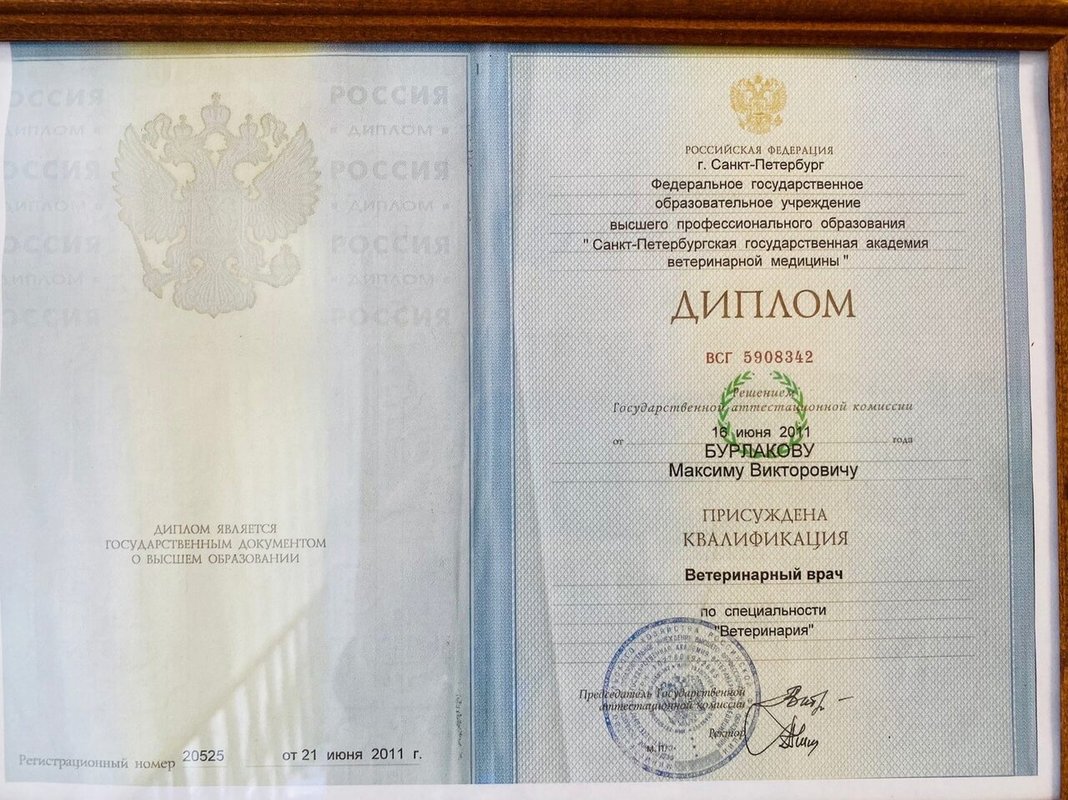 РОССИЯ
« ДИПЛОМ »
РОССИЯ
« ДИПЛОМ »
РОССИЯ
« ДИПЛОМ »
РОССИЯ
ДИПЛОМ ЯВЛЯЕТСЯ
ГОСУДАРСТВЕННЫМ ДОКУМЕНТОМ
О ВЫСШЕМ ОБРАЗОВАНИИ
Регистрационный номер 20525 от 21 июня 2011 г.
РОССИЙСКАЯ ФЕДЕРАЦИЯ
г. Санкт-Петербург
Федеральное государственное
образовательное учреждение
высшего профессионального образования
" Санкт-Петербургская государственная академия
ветеринарной медицины "
ДИПЛОМ
ВСГ 5908342
Решением
Государственной аттестационной комиссии
от 16 июня 2011 года
БУРЛАКОВУ
Максиму Викторовичу
ПРИСУЖДЕНА
КВАЛИФИКАЦИЯ
Ветеринарный врач
по специальности
"Ветеринария"
Председатель Государственной
аттестационной комиссии
Ректор